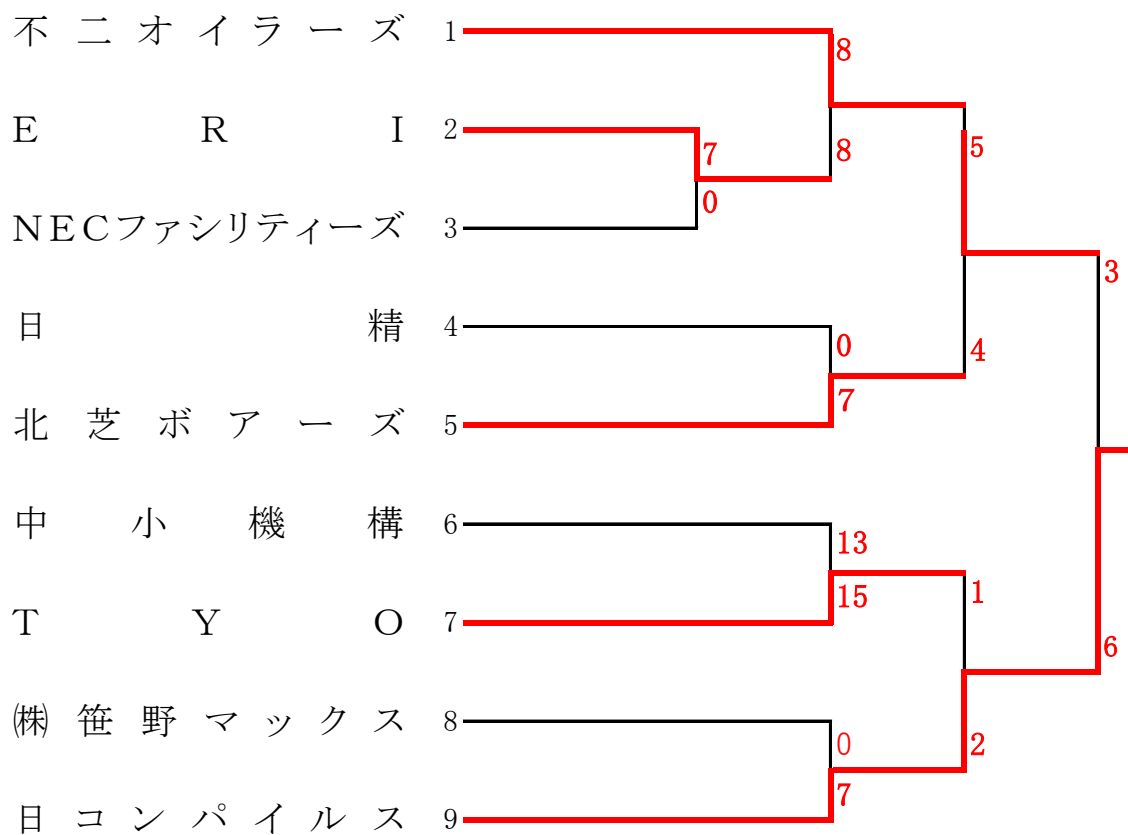 不二オイラーズ 1
8
ERI 2
7
8
5
NECファシリティーズ 3
0
3
日精 4
0
4
北芝ボアーズ 5
7
中小機構 6
13
TYO 7
15
1
6
㈱笹野マックス 8
0
2
日コンパイルス 9
7